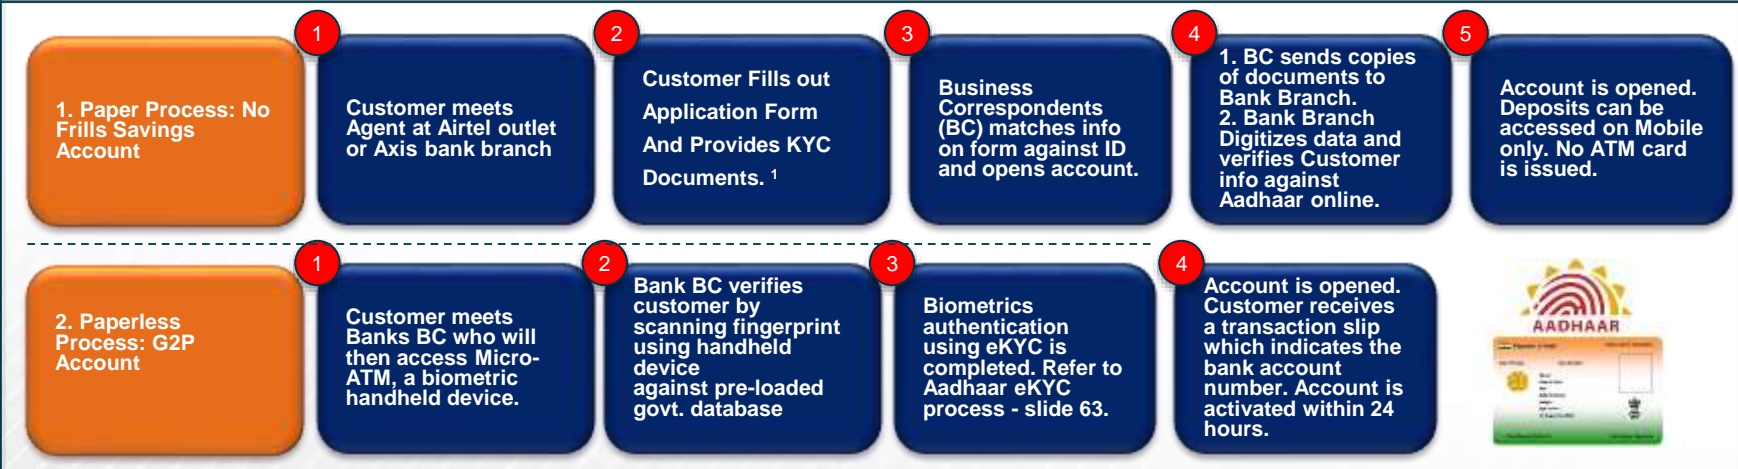 1
2
3
4
5
1. Paper Process: No
Frills Savings
Account
Customer meets
Agent at Airtel outlet
or Axis bank branch
Customer Fills out
Application Form
And Provides KYC
Documents. 1
Business
Correspondents
(BC) matches info
on form against ID
and opens account.
1. BC sends copies
of documents to
Bank Branch.
2. Bank Branch
Digitizes data and
verifies Customer
info against
Aadhaar online.
Account is opened.
Deposits can be
accessed on Mobile
only. No ATM card
is issued.
1
2
3
4
2. Paperless
Process: G2P
Account
Customer meets
Banks BC who will
then access Micro-
ATM, a biometric
handheld device.
Bank BC verifies
customer by
scanning fingerprint
using handheld
device
against pre-loaded
govt. database
Biometrics
authentication
using eKYC is
completed. Refer to
Aadhaar eKYC
process - slide 63.
Account is opened.
Customer receives
a transaction slip
which indicates the
bank account
number. Account is
activated within 24
hours.
AADHAAR